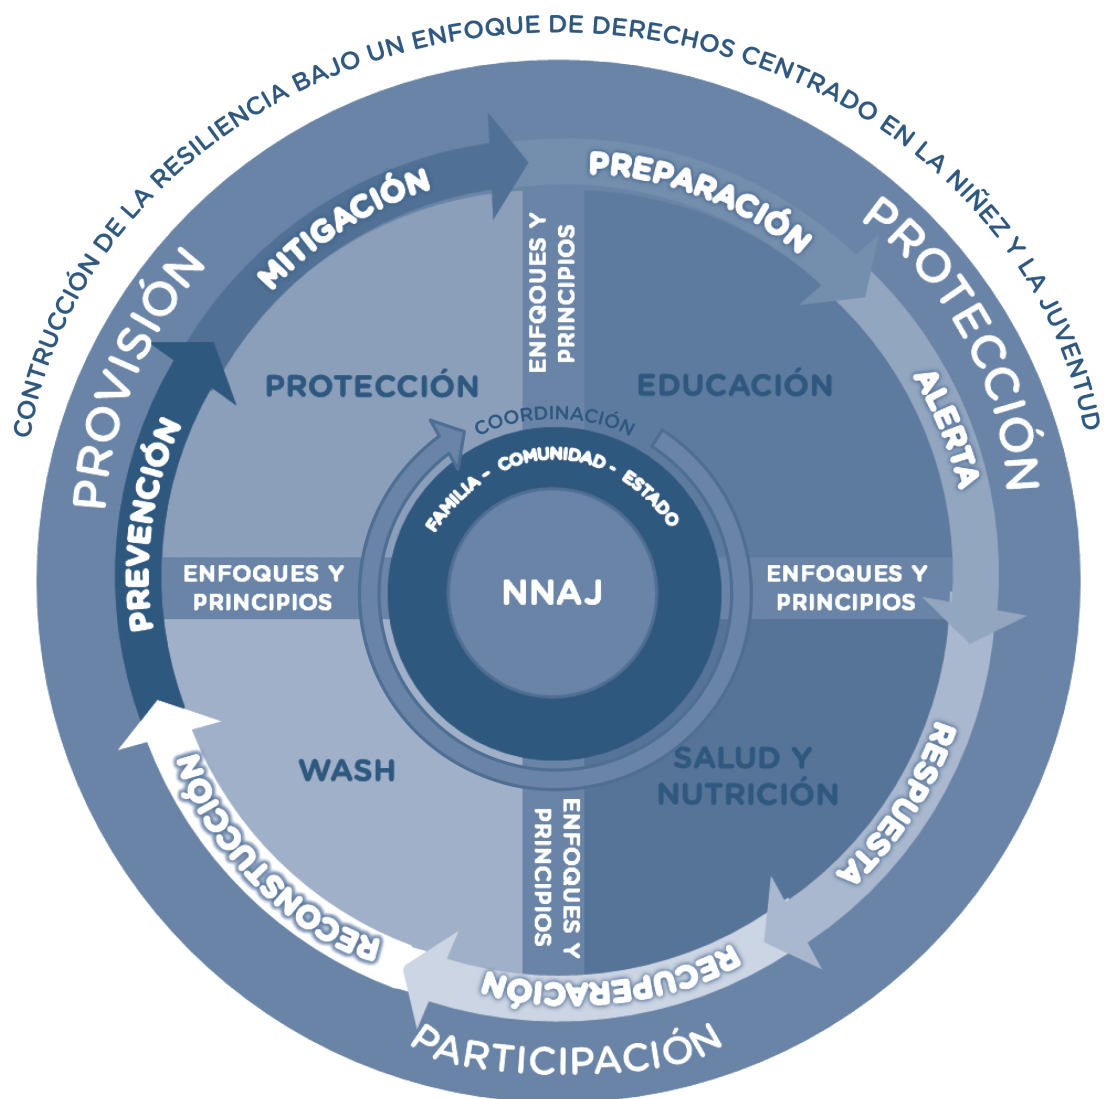 CONTRUCCIÓN DE LA RESILIENCIA BAJO UN ENFOQUE DE DERECHOS CENTRADO EN LA NIÑEZ Y LA JUVENTUD
PROVISIÓN
PROTECCIÓN
PARTICIPACIÓN
PREVENCIÓN
MITIGACIÓN
PREPARACIÓN
ALERTA
RESPUESTA
RECUPERACIÓN
RECONSTUCCIÓN
ENFQOUES Y
PRINCIPIOS
PROTECCIÓN
EDUCACIÓN
COORDINACIÓN
FAMILIA - COMUNIDAD - ESTADO
NNAJ
ENFOQUES Y
PRINCIPIOS
ENFOQUES Y
PRINCIPIOS
WASH
SALUD Y
NUTRICIÓN
ENFOQUES Y
PRINCIPIOS